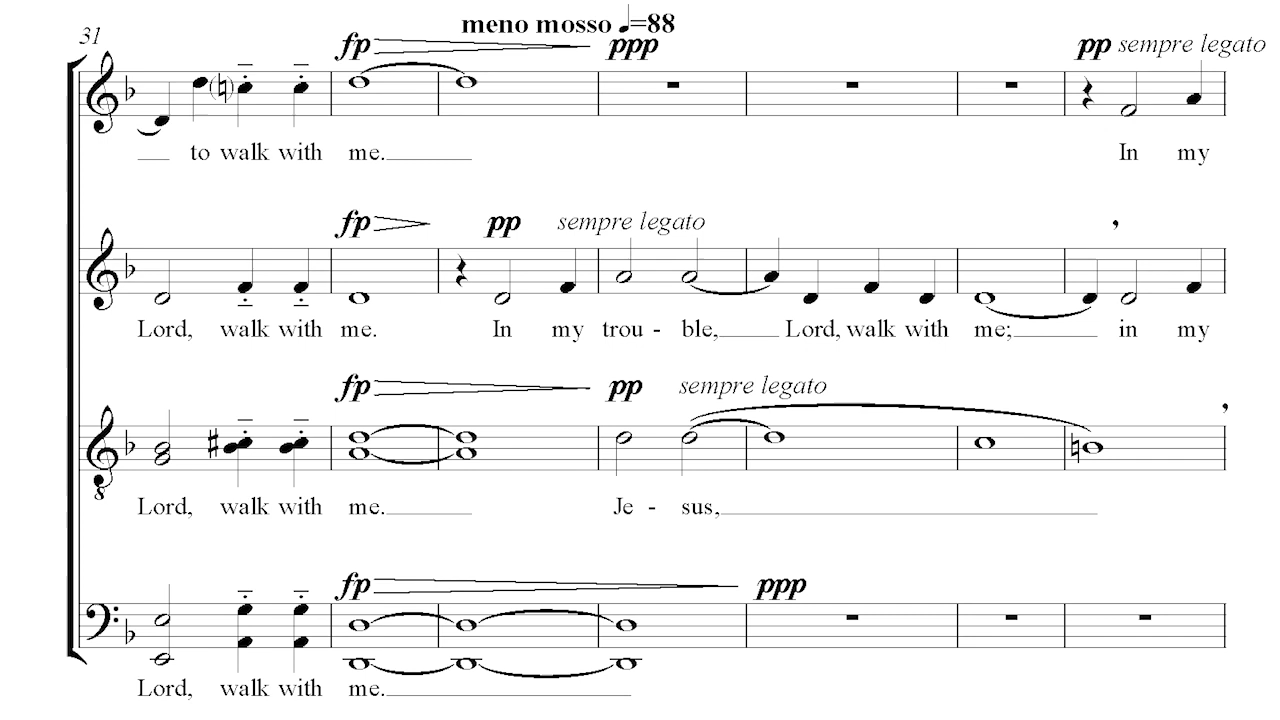 meno mosso ♩=88
31
fp ppp pp sempre legato
to walk with me. In my
fp pp sempre legato
Lord, walk with me. In my trou - ble, Lord, walk with me; in my
fp pp sempre legato
8
Lord, walk with me. Je - sus,
fp ppp
Lord, walk with me.